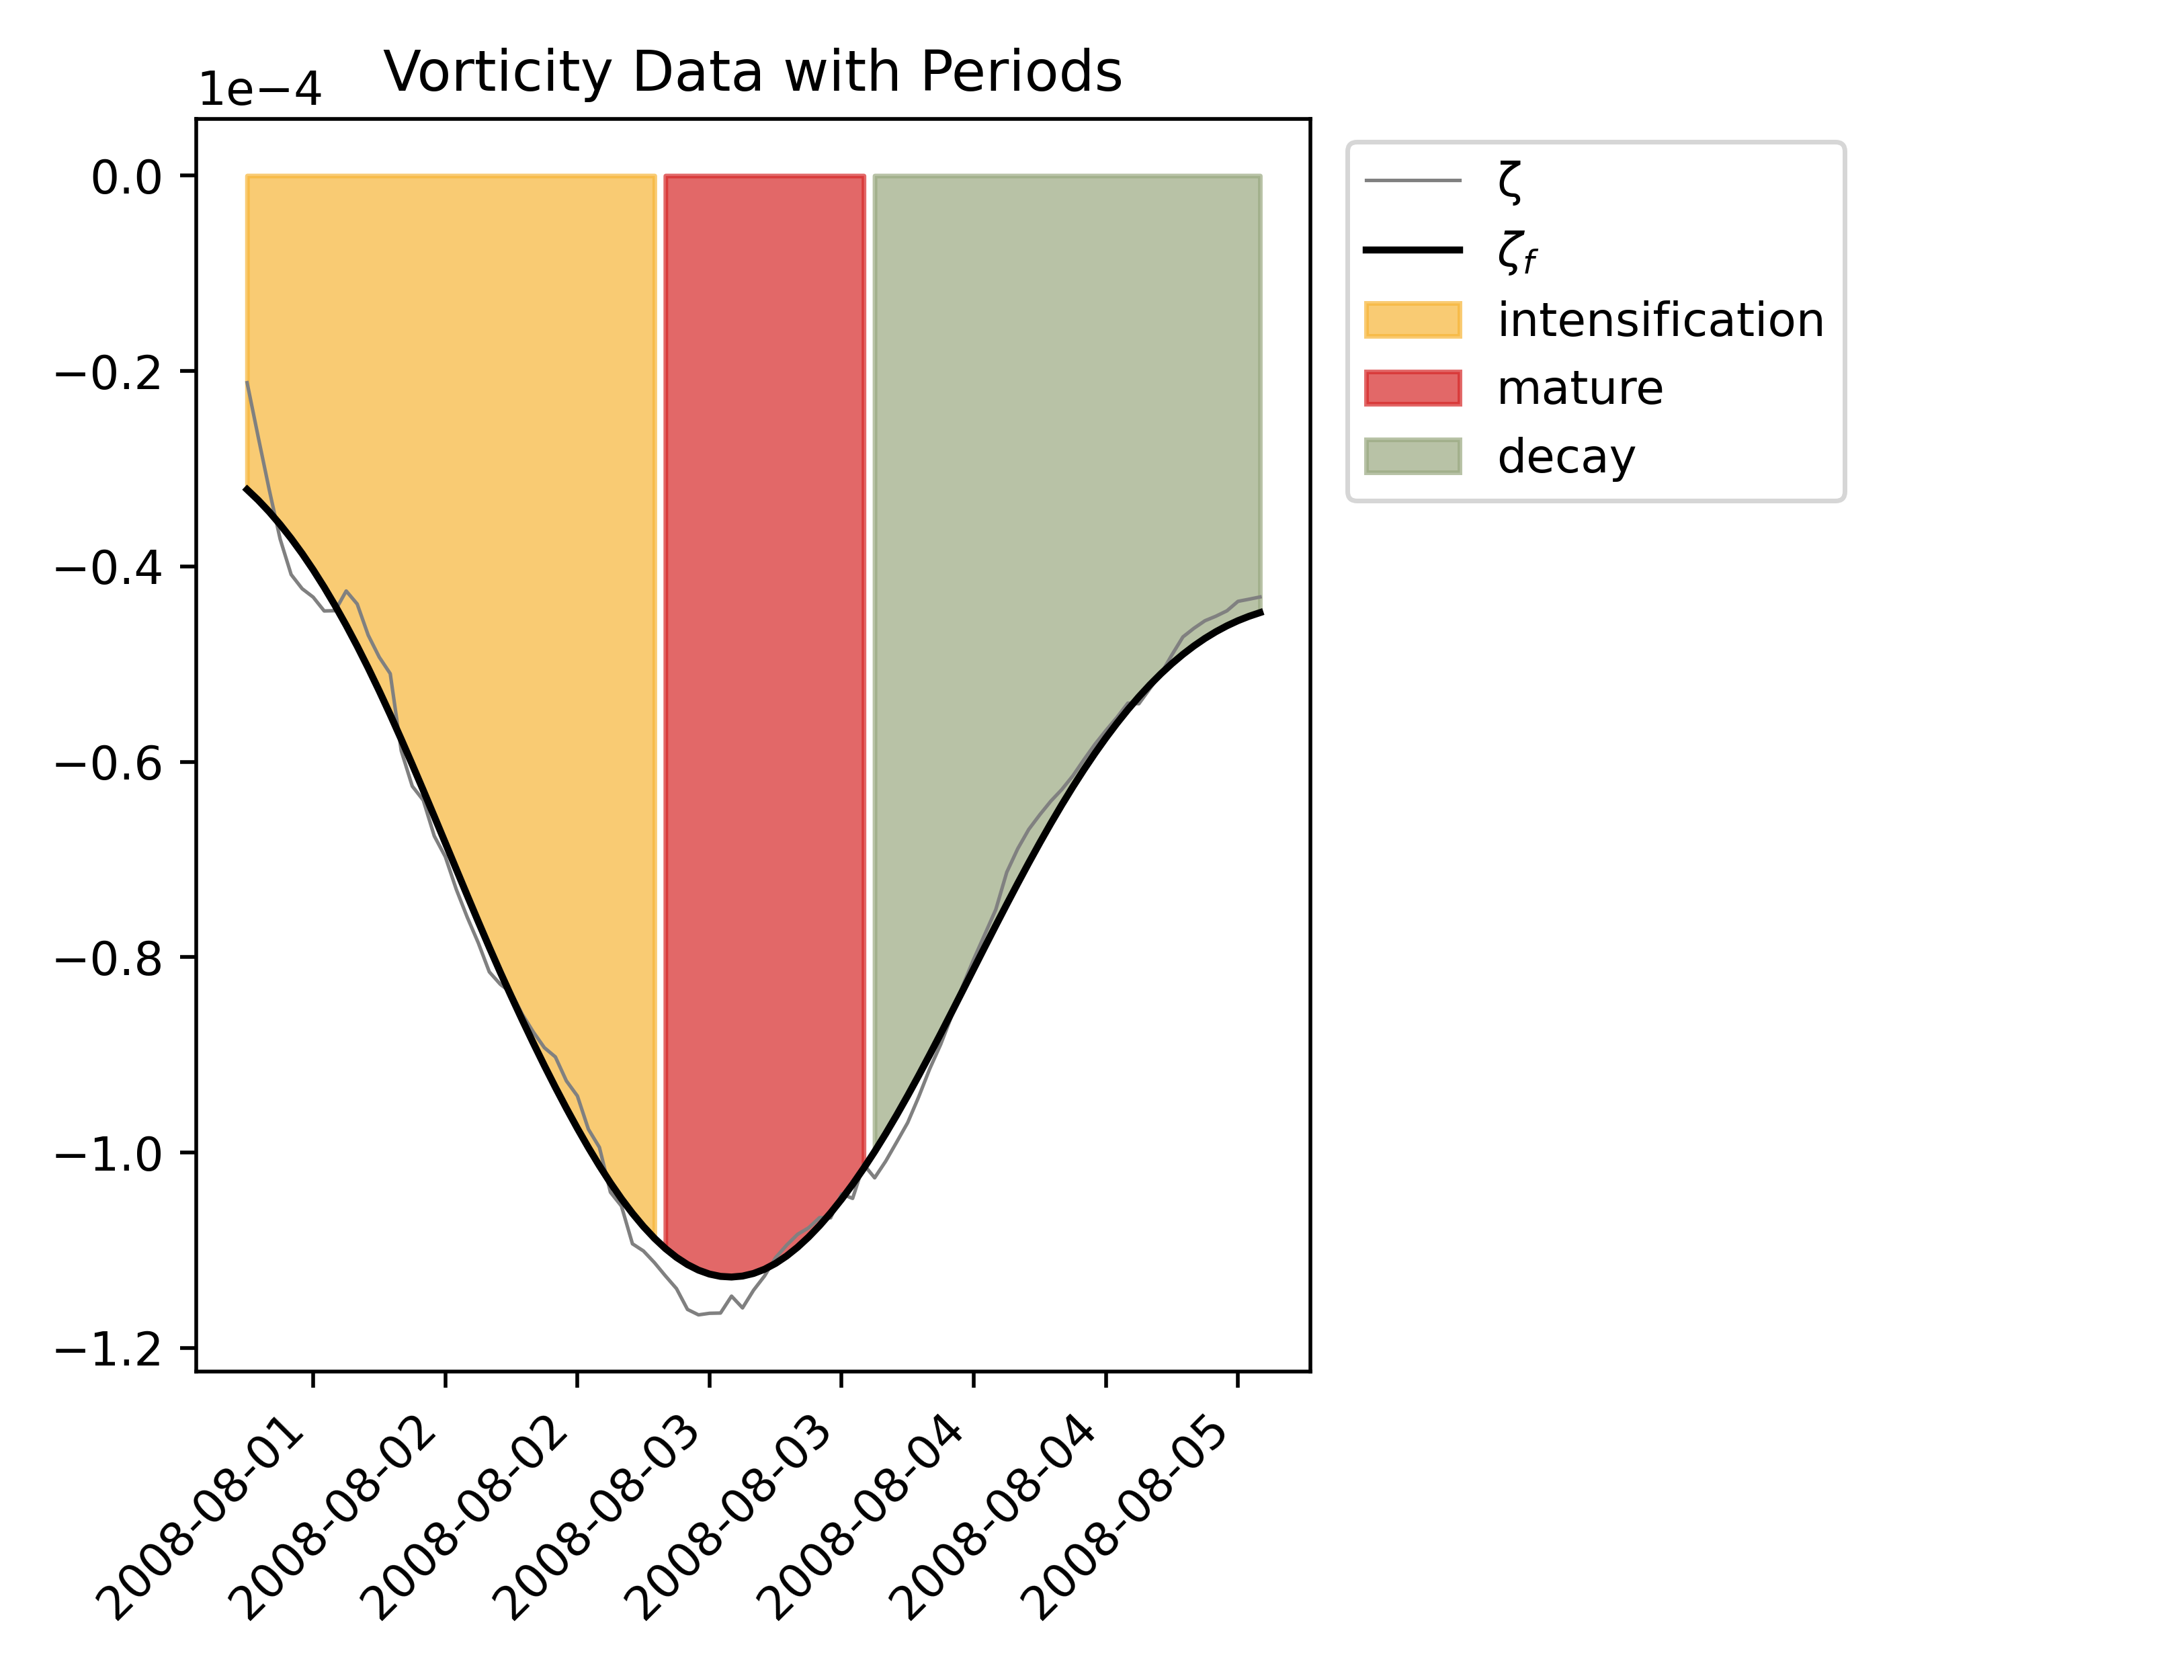 Vorticity Data with Periods
1e−4
0.0
−0.2
−0.4
−0.6
−0.8
−1.0
−1.2
2008-08-01
2008-08-02
2008-08-02
2008-08-03
2008-08-03
2008-08-04
2008-08-04
2008-08-05
ζ
ζf
intensification
mature
decay